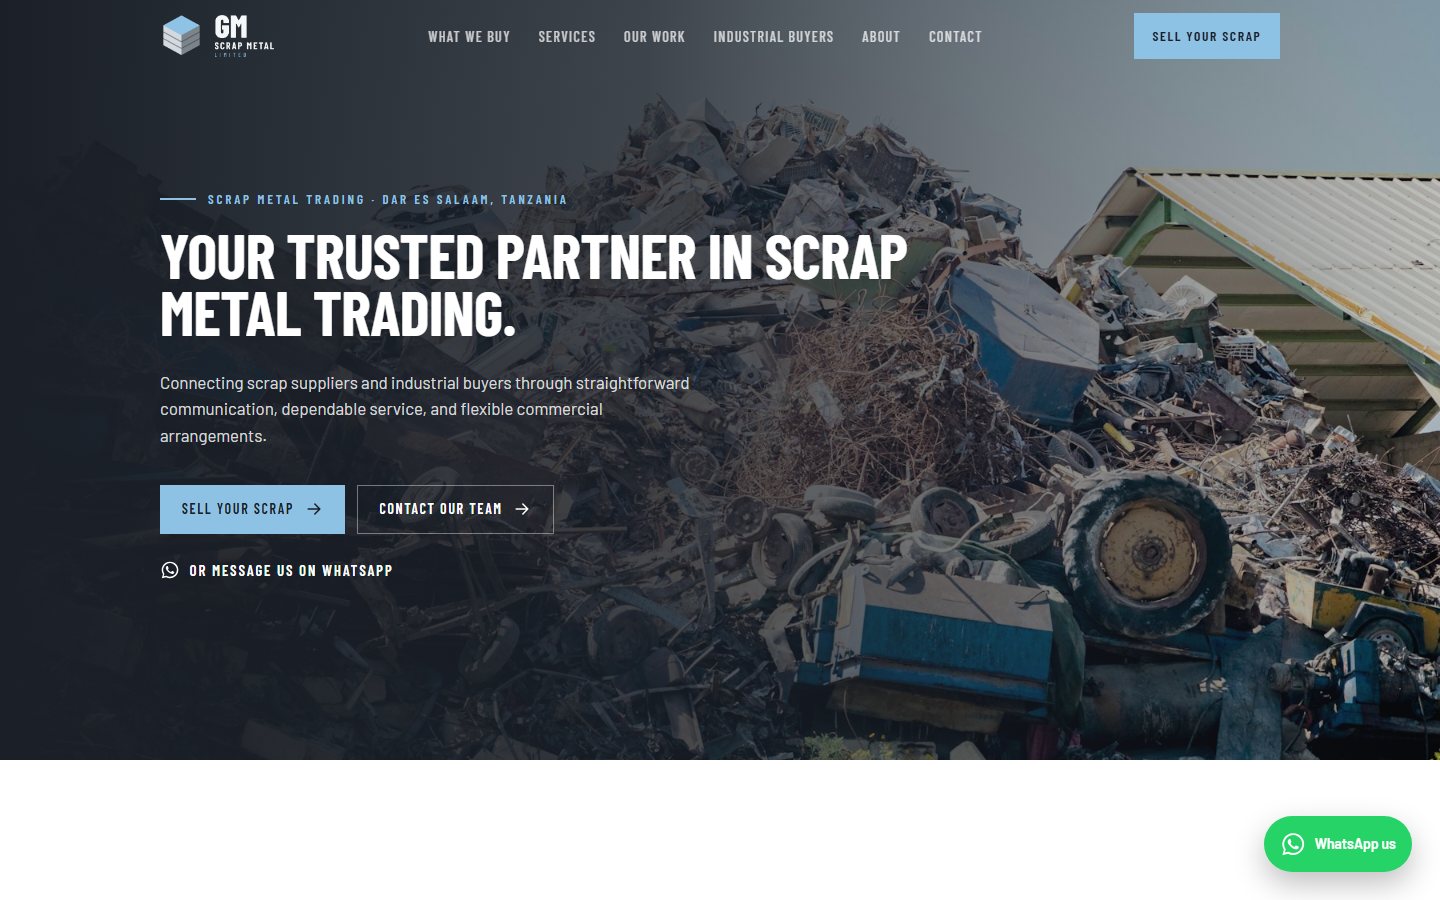 GM
SCRAP METAL
LIMITED
WHAT WE BUY
SERVICES
OUR WORK
INDUSTRIAL BUYERS
ABOUT
CONTACT
SELL YOUR SCRAP
SCRAP METAL TRADING · DAR ES SALAAM, TANZANIA
YOUR TRUSTED PARTNER IN SCRAP
METAL TRADING.
Connecting scrap suppliers and industrial buyers through straightforward
communication, dependable service, and flexible commercial
arrangements.
SELL YOUR SCRAP →
CONTACT OUR TEAM →
OR MESSAGE US ON WHATSAPP
WhatsApp us